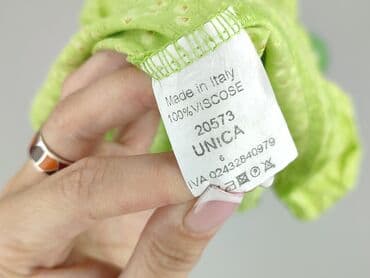 Made in Italy
100%VISCOSE
20573
UNICA
6
IVA 02432840979